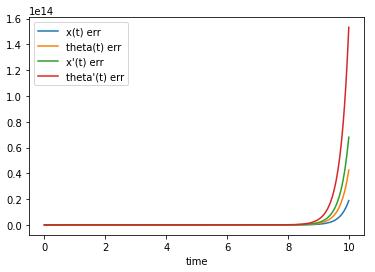 1e14
1.6
1.4
1.2
1.0
0.8
0.6
0.4
0.2
0.0
x(t) err
theta(t) err
x'(t) err
theta'(t) err
0 2 4 6 8 10
time